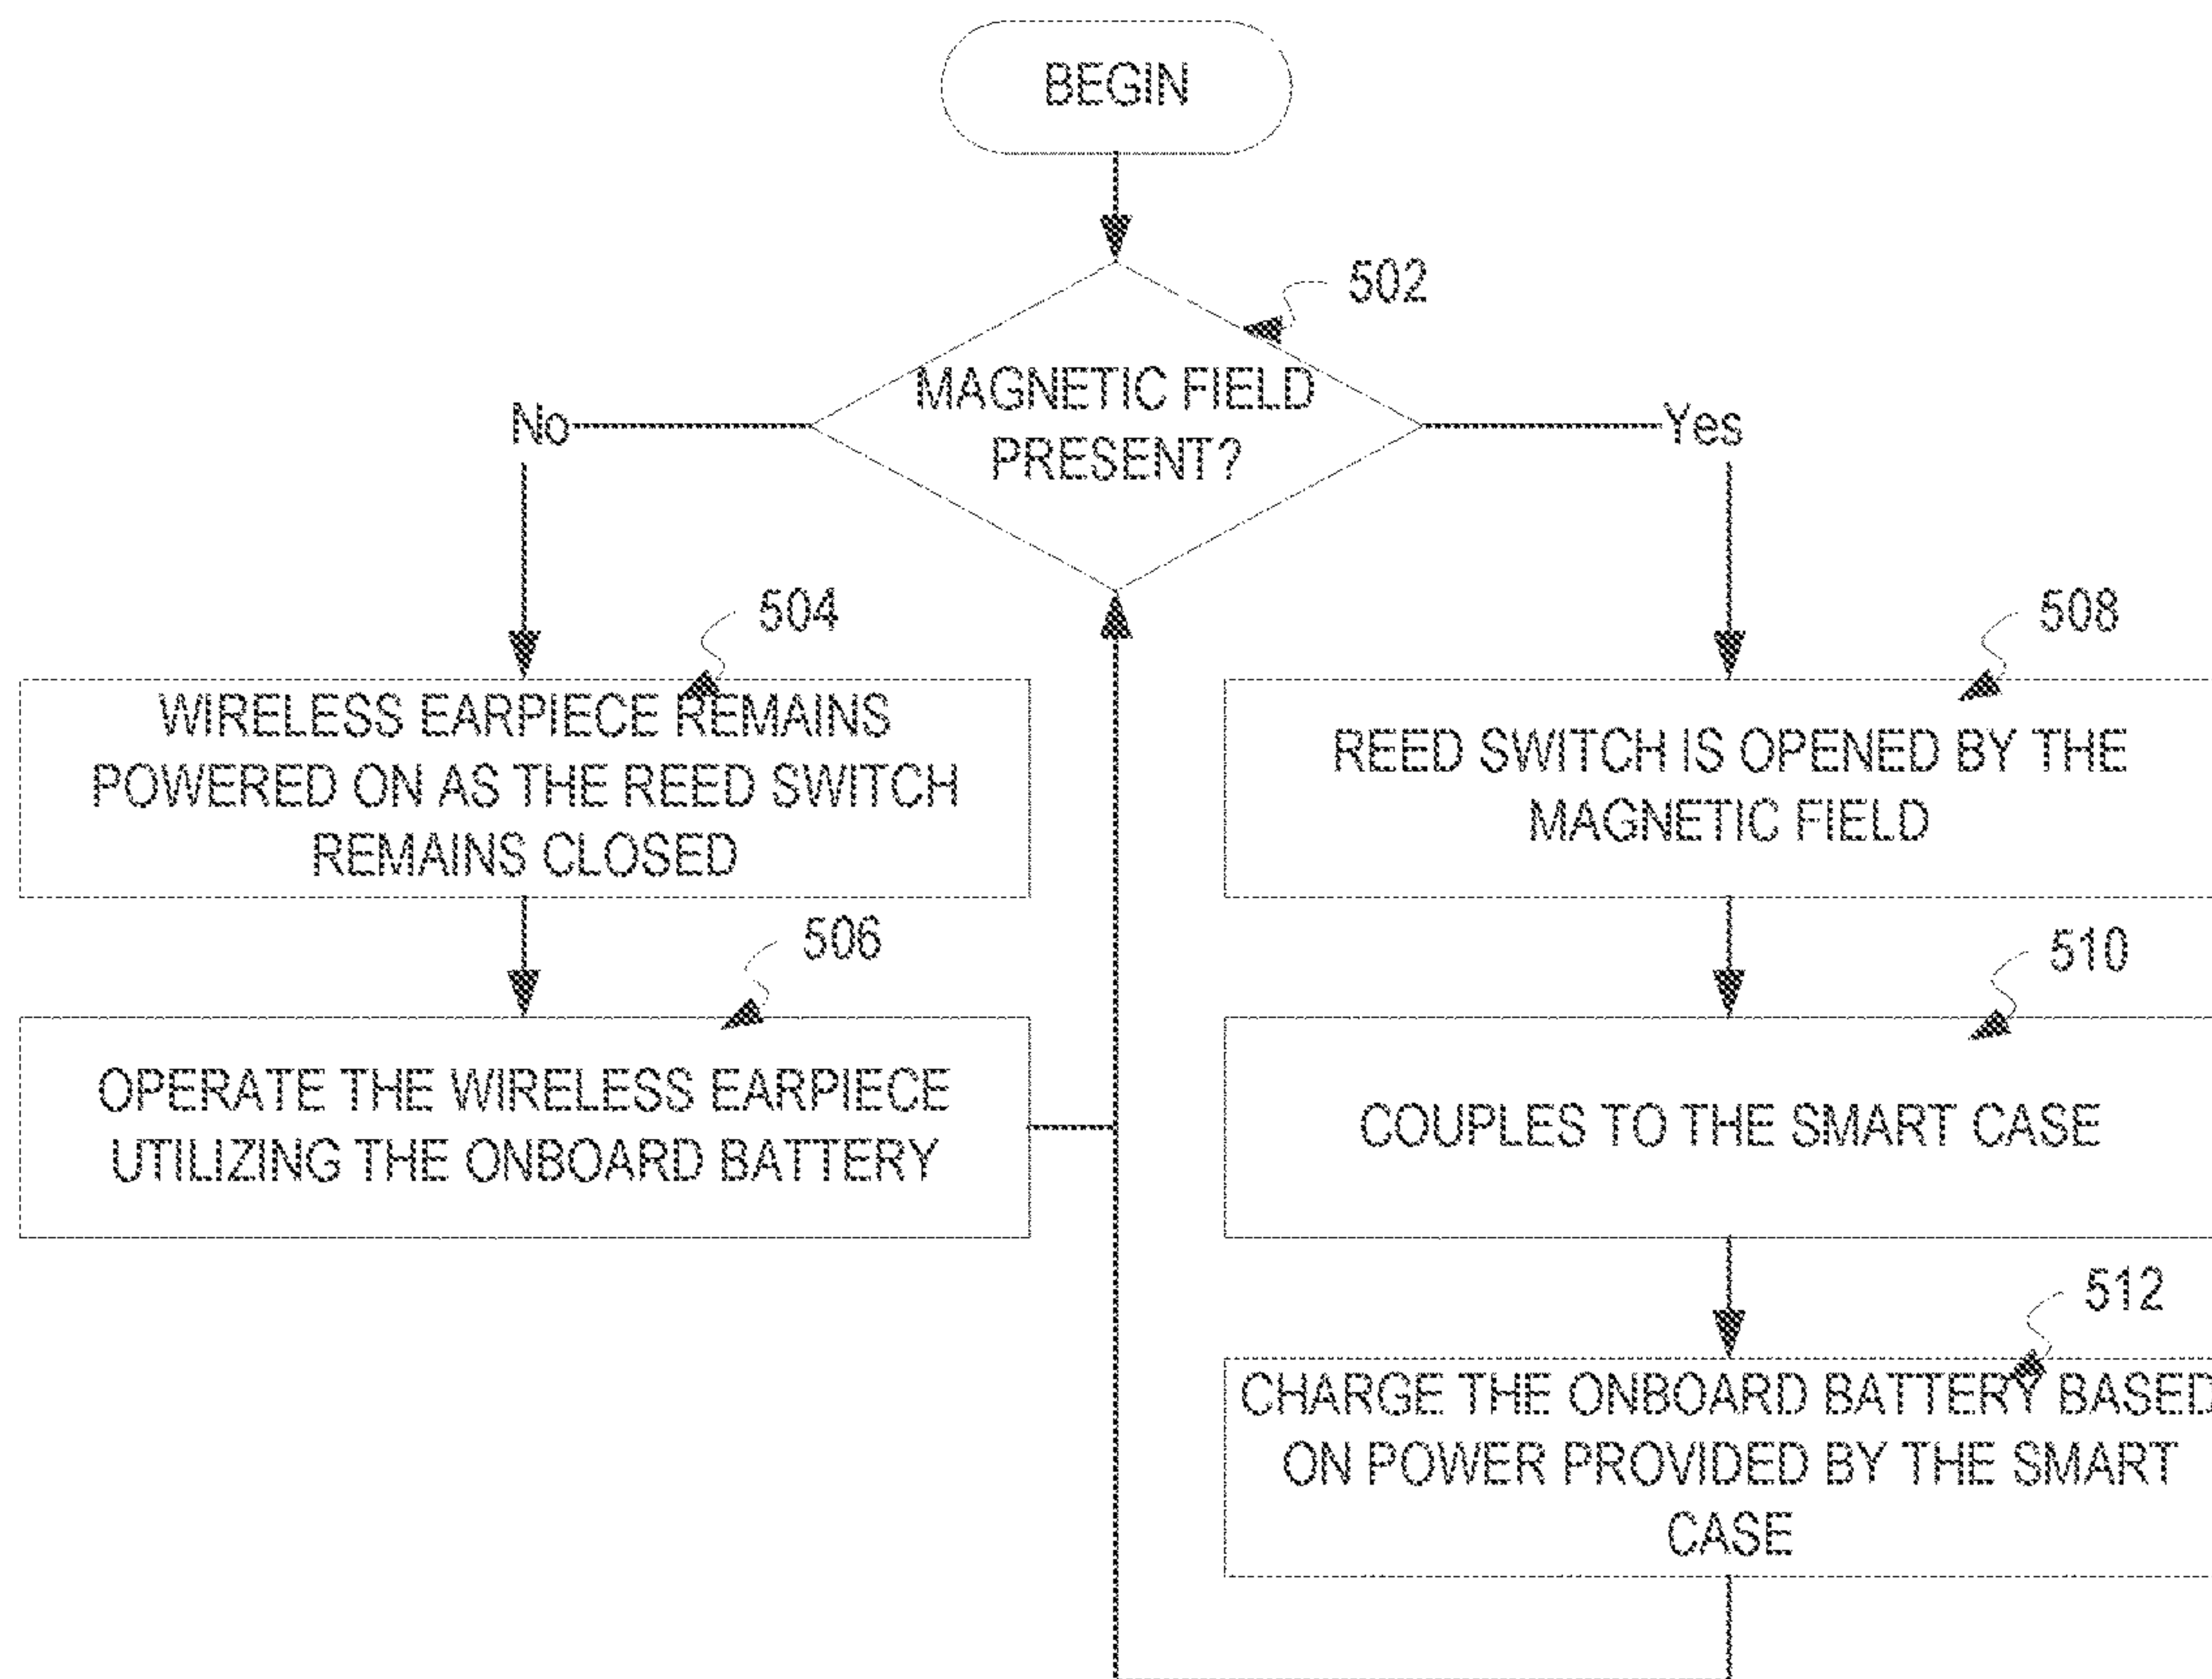 BEGIN
502
MAGNETIC FIELD
PRESENT?
No
Yes
504
WIRELESS EARPIECE REMAINS
POWERED ON AS THE REED SWITCH
REMAINS CLOSED
506
OPERATE THE WIRELESS EARPIECE
UTILIZING THE ONBOARD BATTERY
508
REED SWITCH IS OPENED BY THE
MAGNETIC FIELD
510
COUPLES TO THE SMART CASE
512
CHARGE THE ONBOARD BATTERY BASED
ON POWER PROVIDED BY THE SMART
CASE